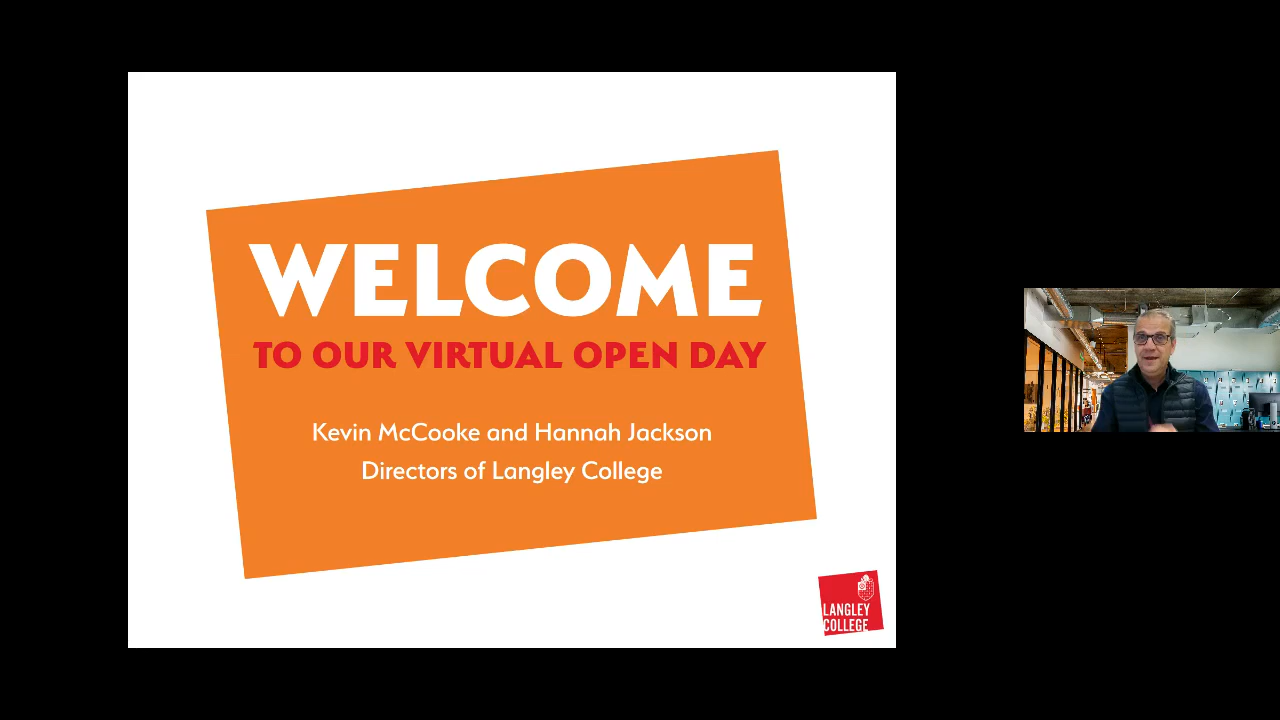 WELCOME
TO OUR VIRTUAL OPEN DAY
Kevin McCooke and Hannah Jackson
Directors of Langley College
LANGLEY
COLLEGE